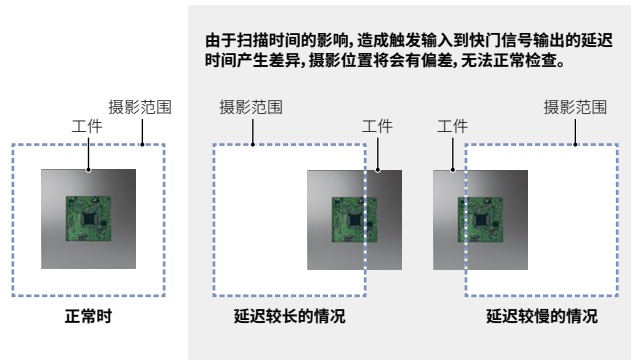 由于扫描时间的影响，造成触发输入到快门信号输出的延迟
时间产生差异，摄影位置将会有偏差，无法正常检查。
摄影范围
工件
摄影范围
工件
工件
摄影范围
正常时
延迟较长的情况
延迟较慢的情况